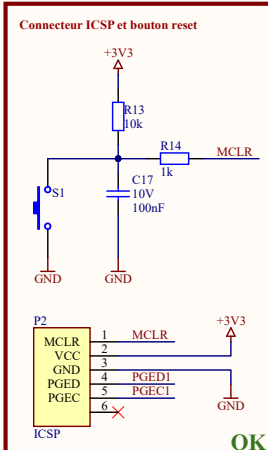 Connecteur ICSP et bouton reset
+3V3
R13
10k
R14
MCLR
1k
C17
10V
100nF
S1
GND
GND
P2
+3V3
MCLR 1 MCLR
VCC 2
GND 3
PGED 4 PGED1
PGEC 5 PGEC1
6
GND
ICSP
OK